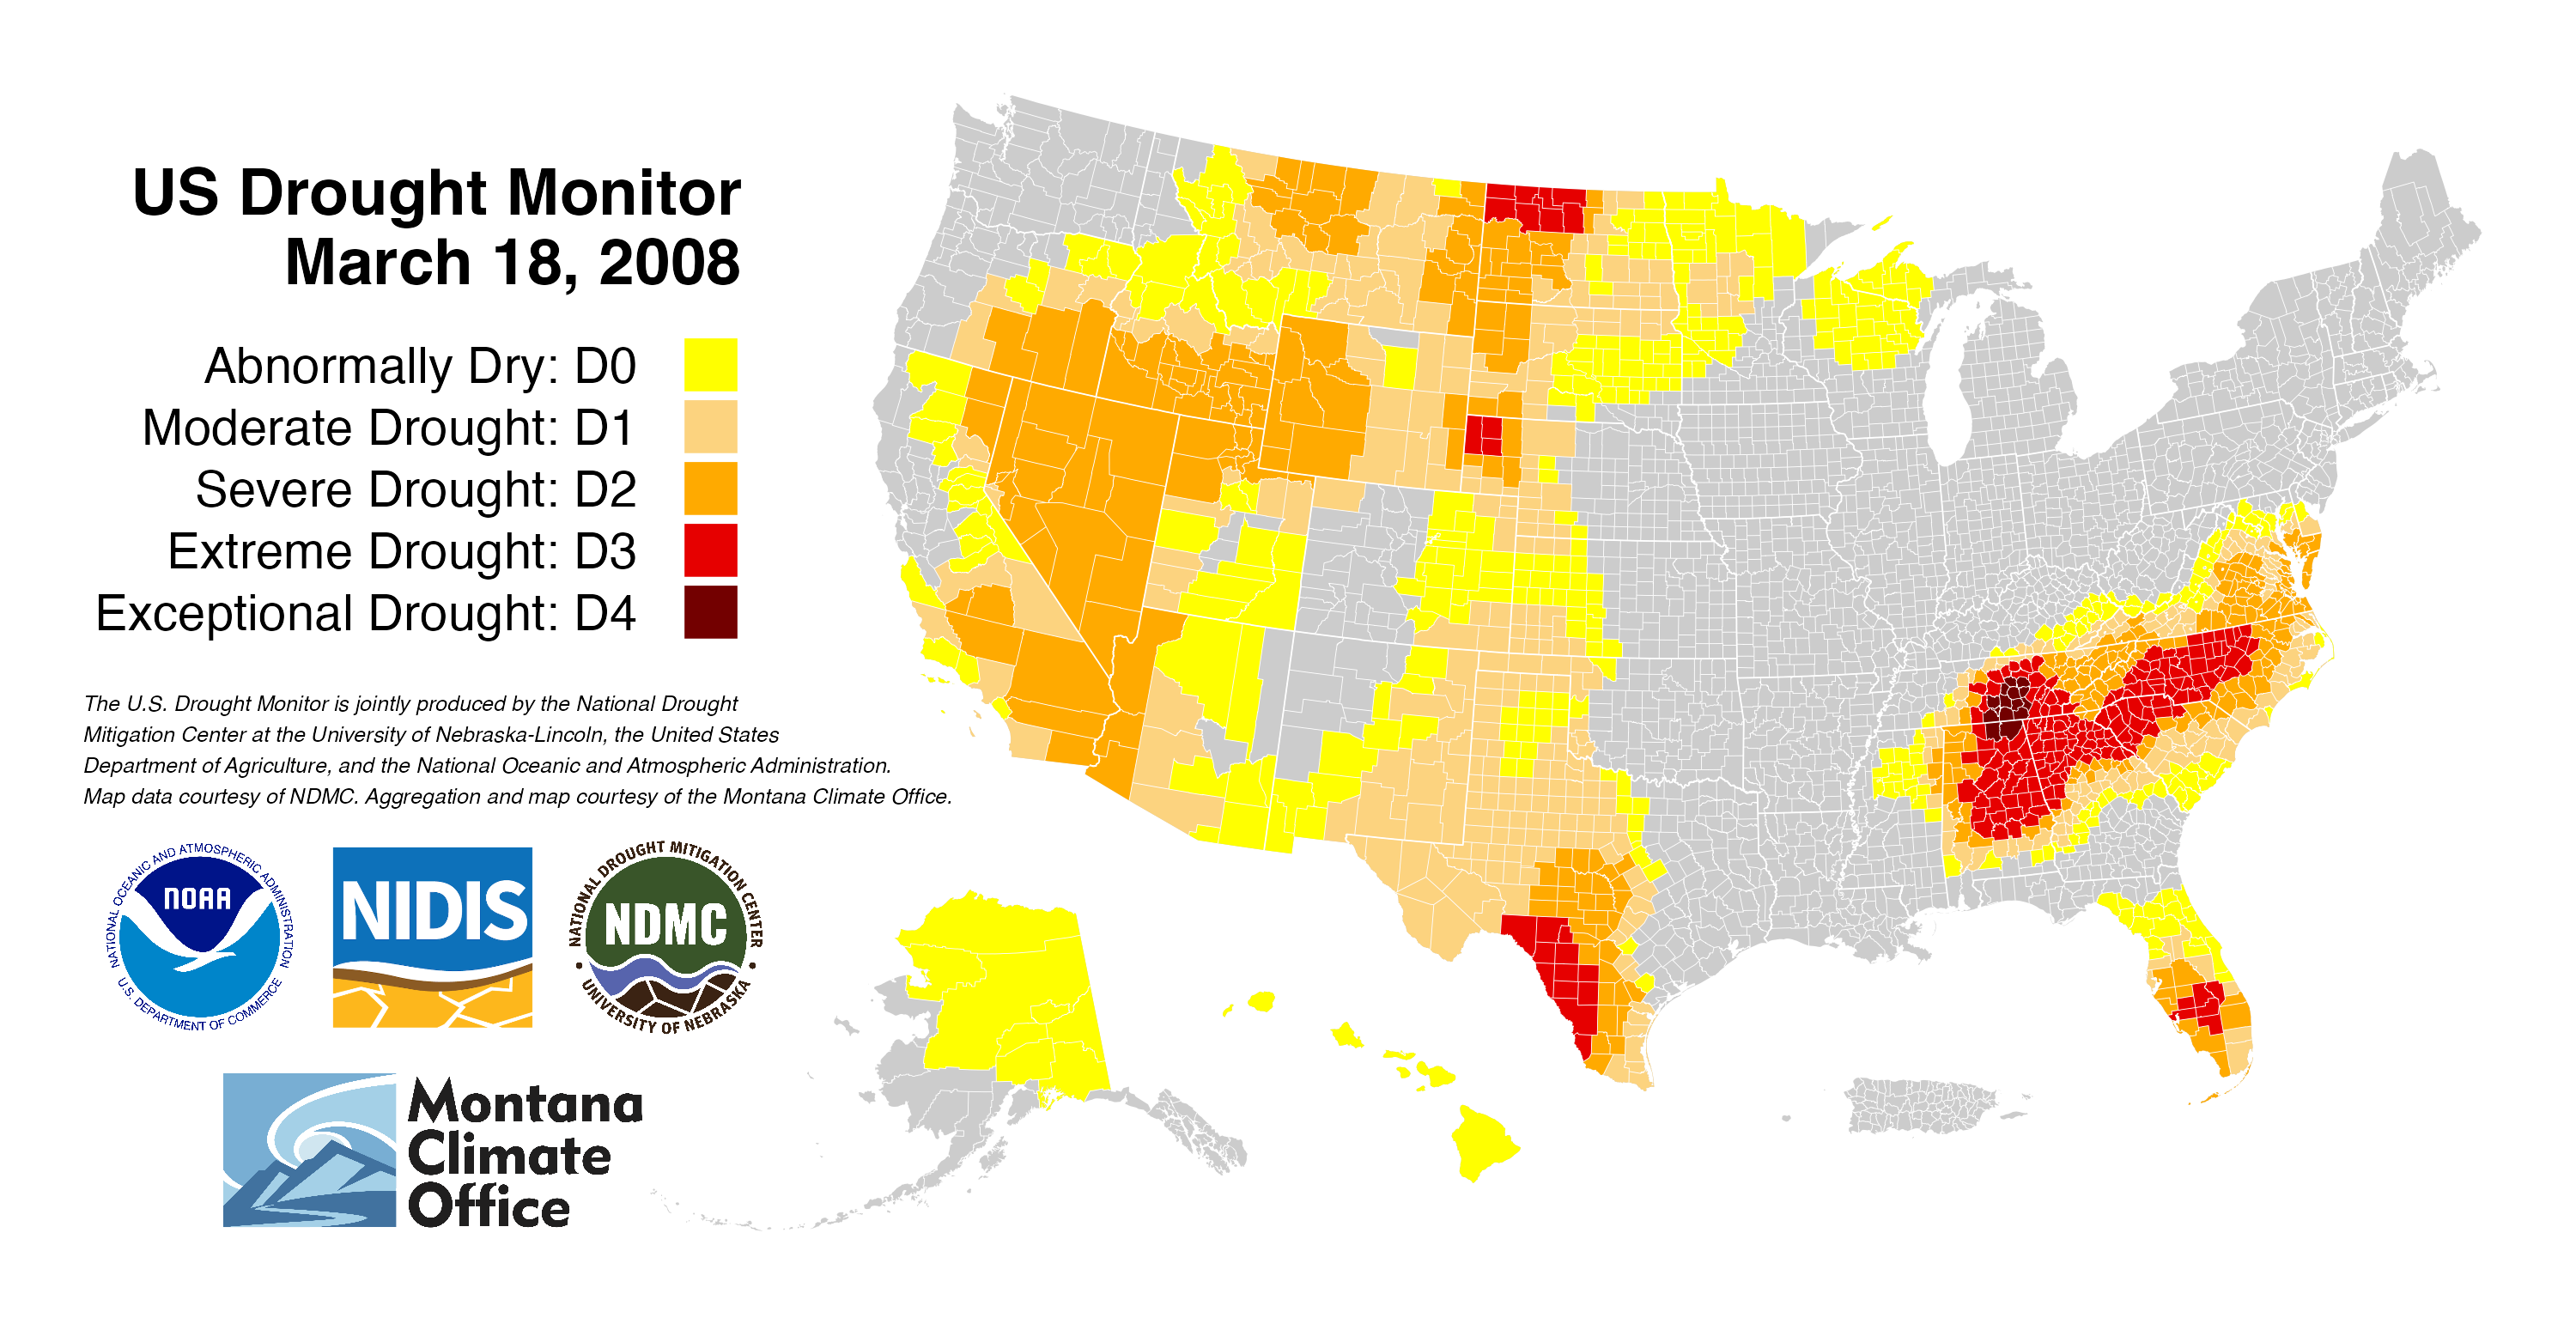 US Drought Monitor
March 18, 2008
Abnormally Dry: D0
Moderate Drought: D1
Severe Drought: D2
Extreme Drought: D3
Exceptional Drought: D4
The U.S. Drought Monitor is jointly produced by the National Drought
Mitigation Center at the University of Nebraska-Lincoln, the United States
Department of Agriculture, and the National Oceanic and Atmospheric Administration.
Map data courtesy of NDMC. Aggregation and map courtesy of the Montana Climate Office.
NATIONAL OCEANIC AND ATMOSPHERIC ADMINISTRATION
NOAA
U.S. DEPARTMENT OF COMMERCE
NIDIS
NATIONAL DROUGHT MITIGATION CENTER
NDMC
UNIVERSITY OF NEBRASKA
Montana
Climate
Office